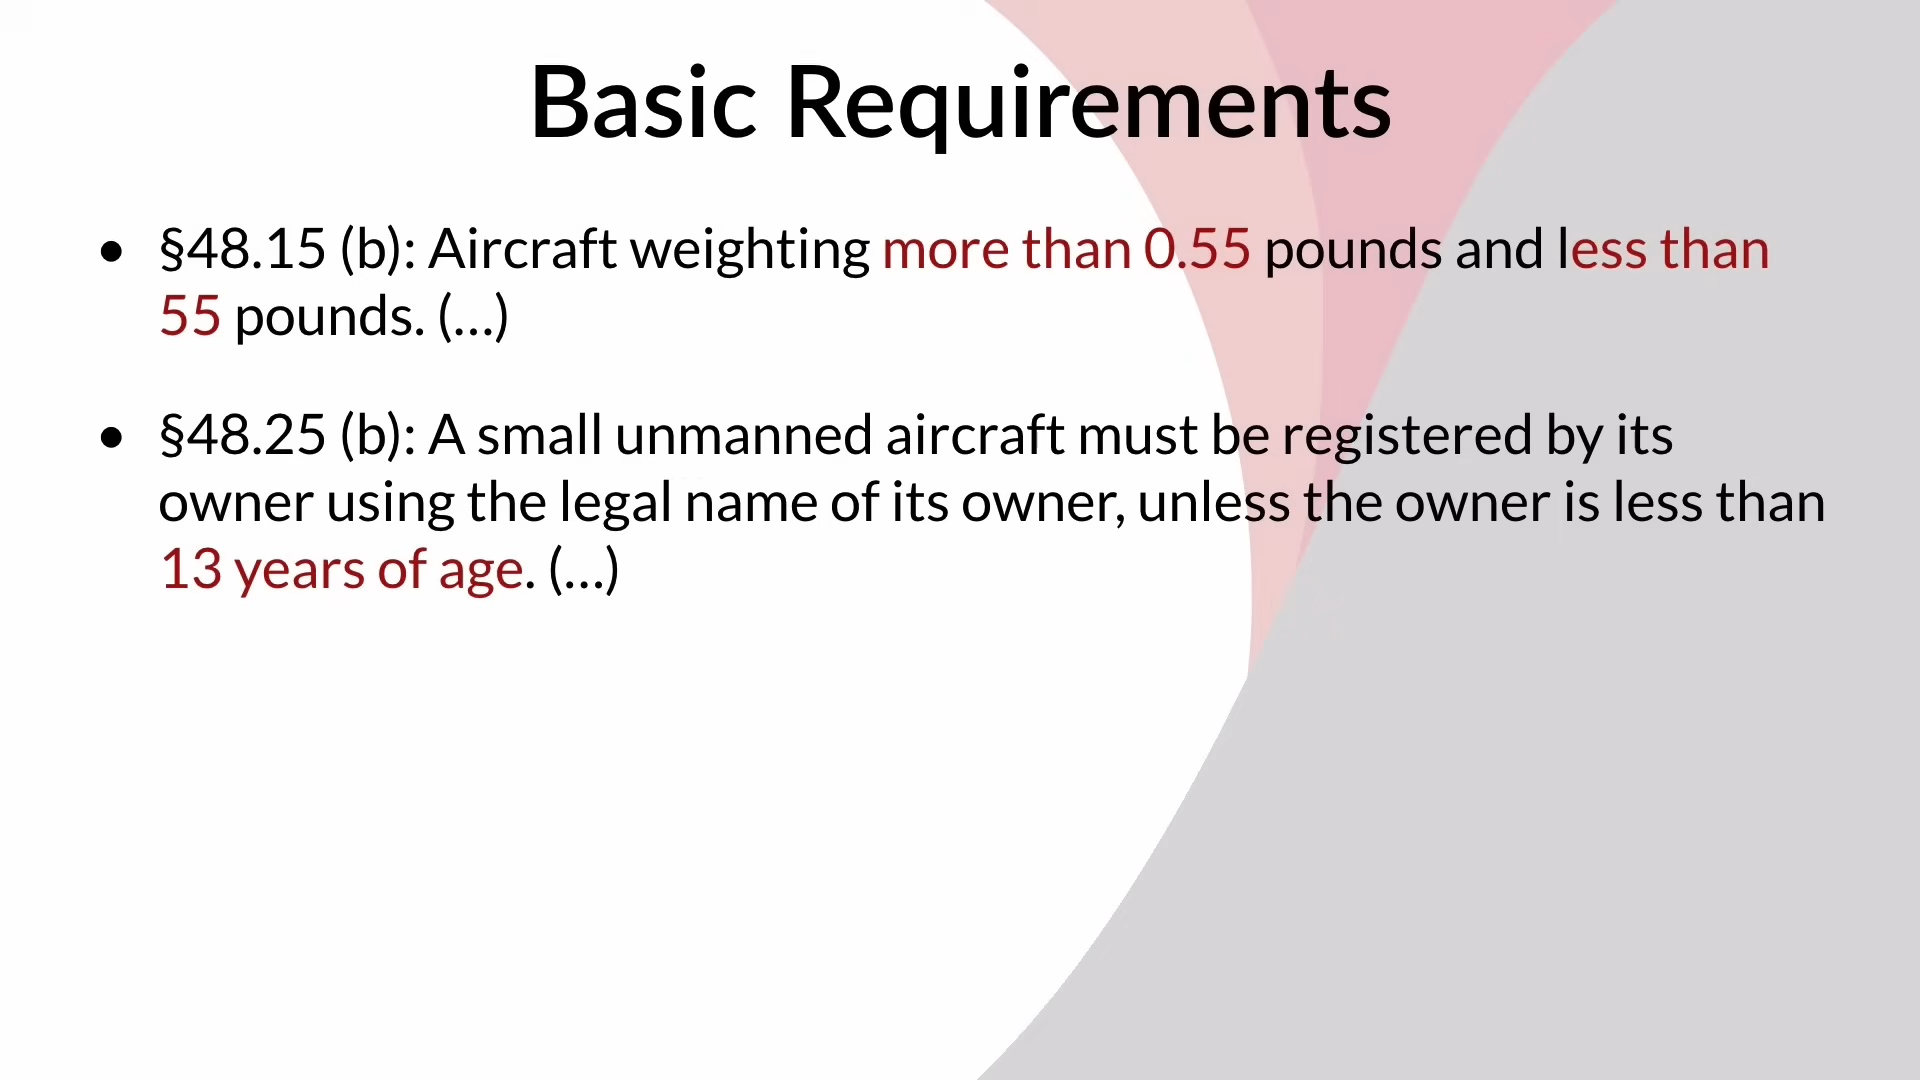 Basic Requirements
• §48.15 (b): Aircraft weighting more than 0.55 pounds and less than
55 pounds. (...)
• §48.25 (b): A small unmanned aircraft must be registered by its
owner using the legal name of its owner, unless the owner is less than
13 years of age. (...)